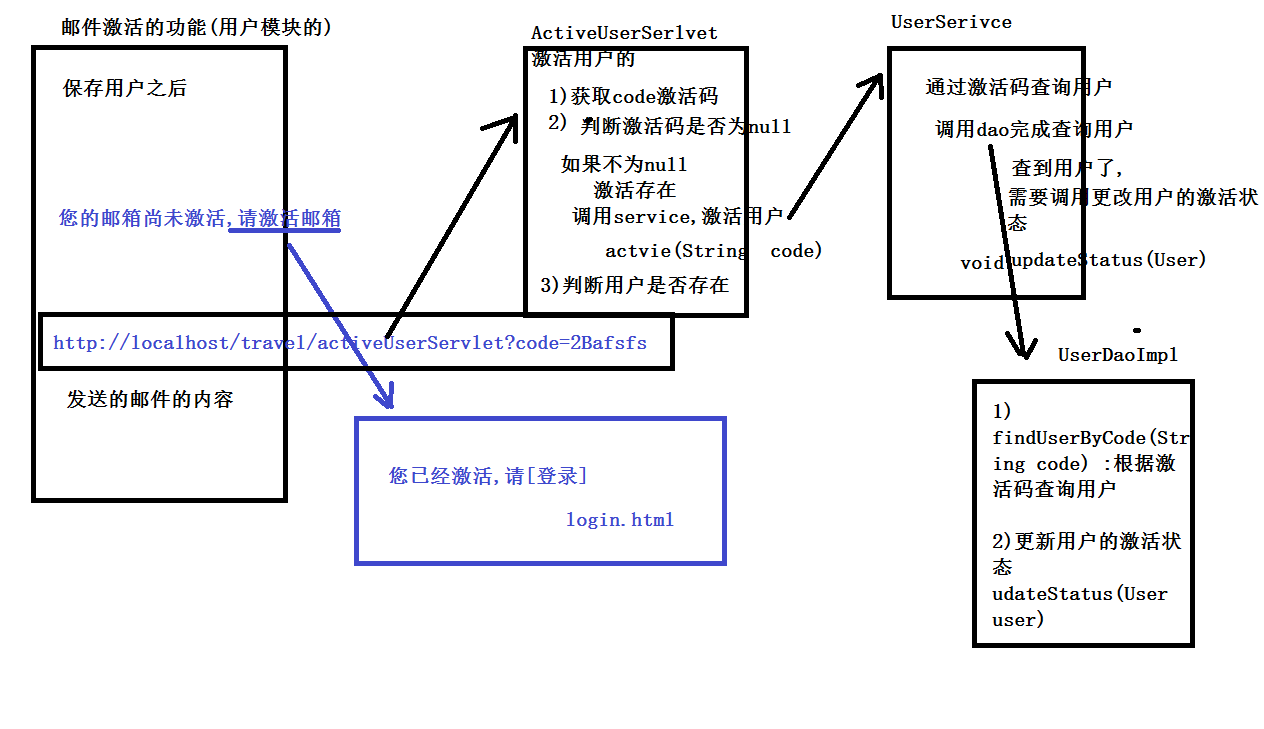 邮件激活的功能(用户模块的)
保存用户之后
您的邮箱尚未激活,请激活邮箱
http://localhost/travel/activeUserServlet?code=2Bafsfs
发送的邮件的内容
您已经激活,请[登录]
login.html
ActiveUserSerlvet
激活用户的
1)获取code激活码
2) 判断激活码是否为null
如果不为null
激活存在
调用service,激活用户
actvie(String code)
3)判断用户是否存在
UserSerivce
通过激活码查询用户
调用dao完成查询用户
查到用户了,
需要调用更改用户的激活状
态
void updateStatus(User)
UserDaoImpl
1)
findUserByCode(Str
ing code) :根据激
活码查询用户
2)更新用户的激活状
态
udateStatus(User
user)